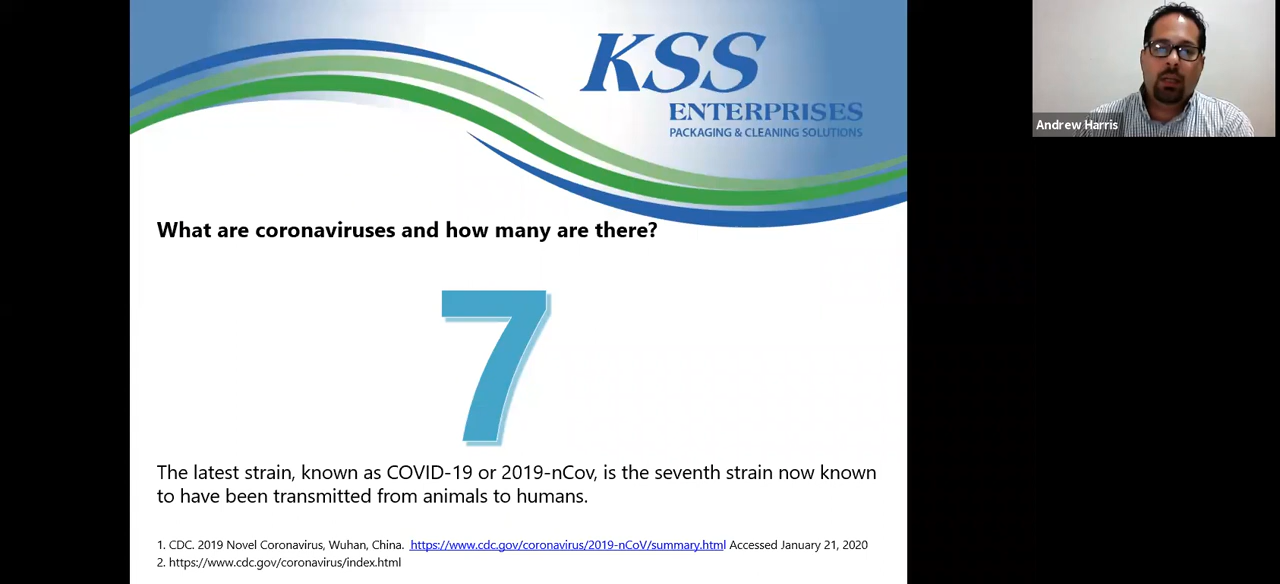 KSS
ENTERPRISES
PACKAGING & CLEANING SOLUTIONS
Andrew Harris
What are coronaviruses and how many are there?
7
The latest strain, known as COVID-19 or 2019-nCov, is the seventh strain now known
to have been transmitted from animals to humans.
1. CDC. 2019 Novel Coronavirus, Wuhan, China. https://www.cdc.gov/coronavirus/2019-nCoV/summary.html Accessed January 21, 2020
2. https://www.cdc.gov/coronavirus/index.html